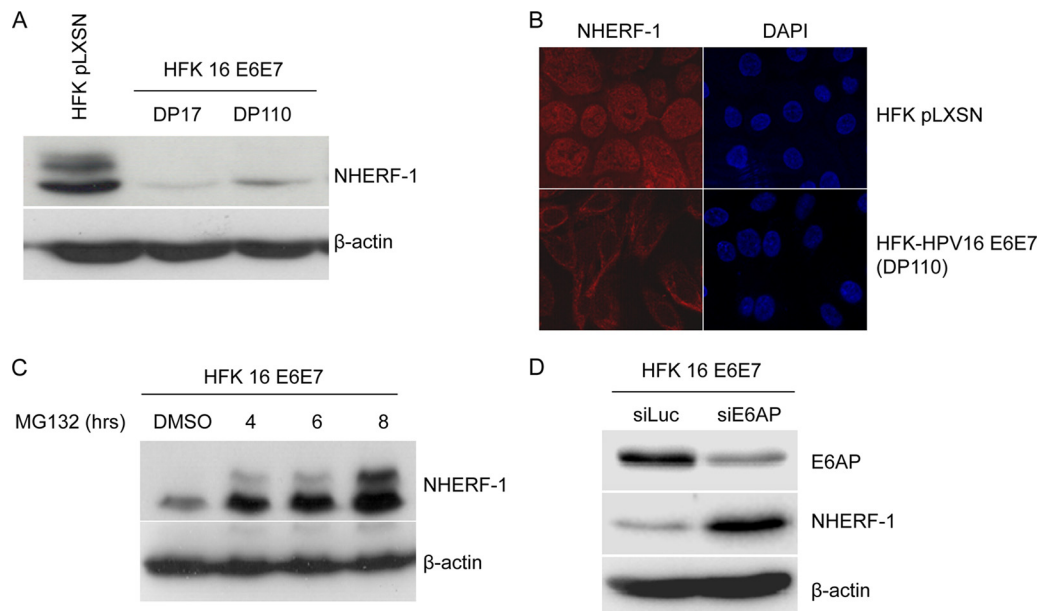 A
HFK pLXSN
HFK 16 E6E7
DP17 DP110
NHERF-1
β-actin
B
NHERF-1 DAPI
HFK pLXSN
HFK-HPV16 E6E7
(DP110)
C
HFK 16 E6E7
MG132 (hrs) DMSO 4 6 8
NHERF-1
β-actin
D
HFK 16 E6E7
siLuc siE6AP
E6AP
NHERF-1
β-actin